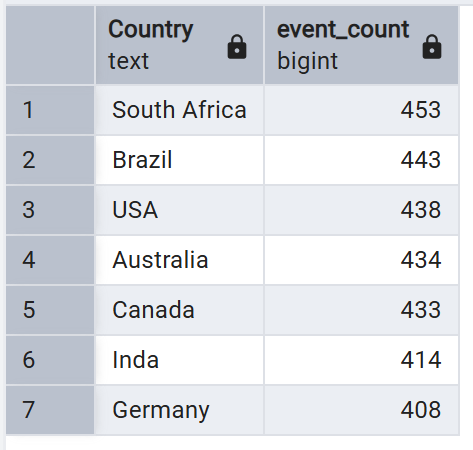 Country event_count
text bigint
1 South Africa 453
2 Brazil 443
3 USA 438
4 Australia 434
5 Canada 433
6 Inda 414
7 Germany 408